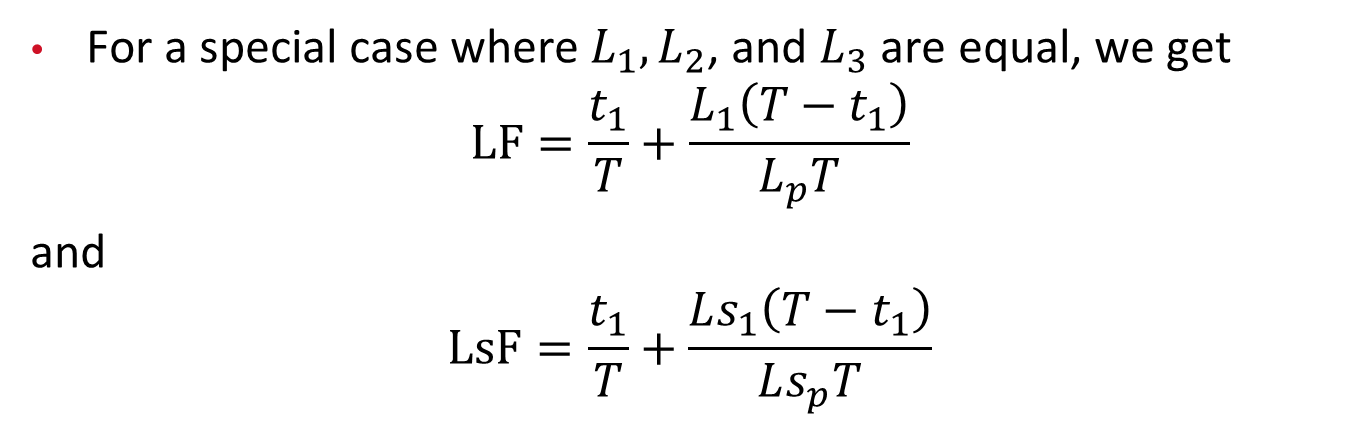 • For a special case where L₁, L₂, and L₃ are equal, we get
LF = t₁/T + L₁(T − t₁)/LₚT
and
LsF = t₁/T + Ls₁(T − t₁)/LsₚT